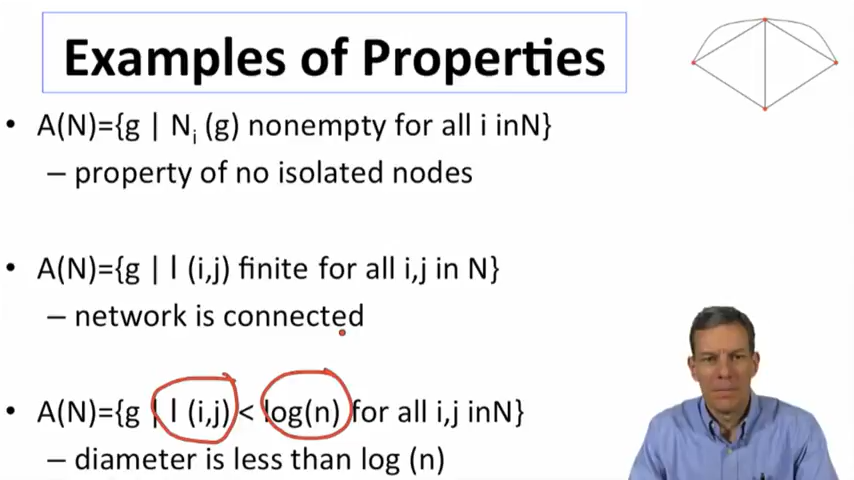 Examples of Properties
• A(N)={g | Nᵢ (g) nonempty for all i inN}
– property of no isolated nodes
• A(N)={g | l (i,j) finite for all i,j in N}
– network is connected
• A(N)={g | l (i,j) < log(n) for all i,j inN}
– diameter is less than log (n)